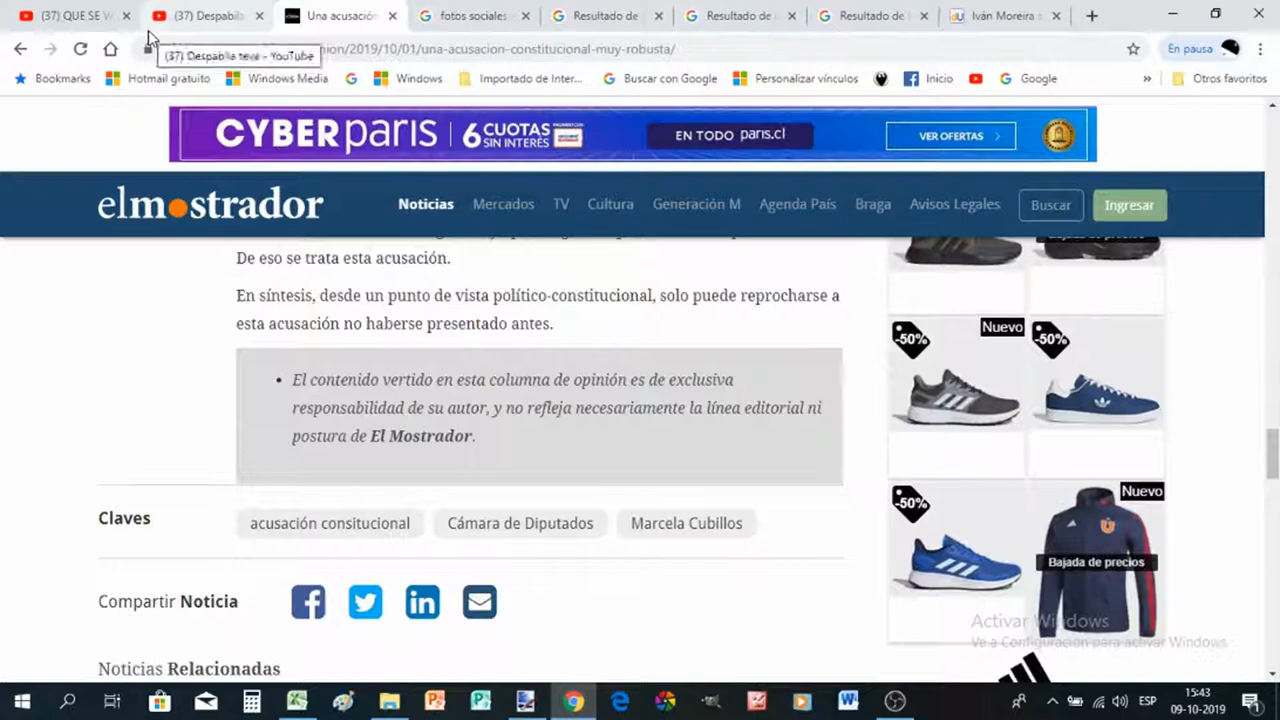 (37) QUE SE V
(37) Despabila
Una acusación
fotos sociales
Resultado de
Resultado de
Resultado de
Iván Moreira
(37) Despabila teve - YouTube
nion/2019/10/01/una-acusacion-constitucional-muy-robusta/
En pausa
Bookmarks
Hotmail gratuito
Windows Media
Windows
Importado de Inter...
Buscar con Google
Personalizar vínculos
Inicio
Google
Otros favoritos
CYBERparis
6 CUOTAS
SIN INTERÉS
EN TODO paris.cl
VER OFERTAS
elmostrador
Noticias
Mercados
TV
Cultura
Generación M
Agenda País
Braga
Avisos Legales
Buscar
Ingresar
De eso se trata esta acusación.
En síntesis, desde un punto de vista político-constitucional, solo puede reprocharse a
esta acusación no haberse presentado antes.
• El contenido vertido en esta columna de opinión es de exclusiva
responsabilidad de su autor, y no refleja necesariamente la línea editorial ni
postura de El Mostrador.
Claves
acusación consitucional
Cámara de Diputados
Marcela Cubillos
Compartir Noticia
Noticias Relacionadas
Bajada de precios
-50%
Nuevo
-50%
-50%
Nuevo
Bajada de precios
Activar Windows
Ve a Configuración para activar Windows.
ESP
15:43
09-10-2019